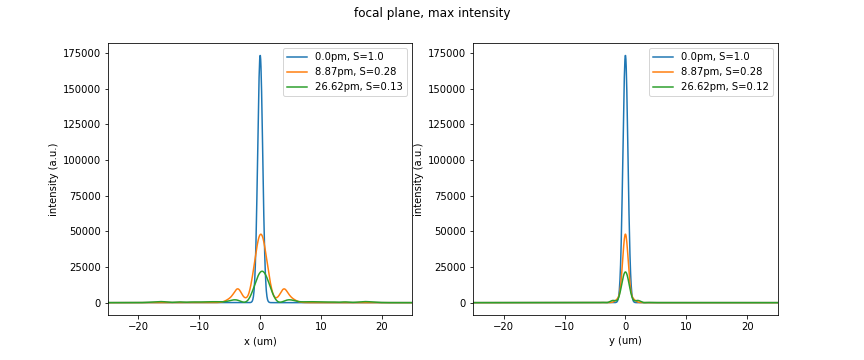 focal plane, max intensity
175000
150000
125000
100000
75000
50000
25000
0
intensity (a.u.)
−20
−10
0
10
20
x (um)
0.0pm, S=1.0
8.87pm, S=0.28
26.62pm, S=0.13
175000
150000
125000
100000
75000
50000
25000
0
intensity (a.u.)
−20
−10
0
10
20
y (um)
0.0pm, S=1.0
8.87pm, S=0.28
26.62pm, S=0.12